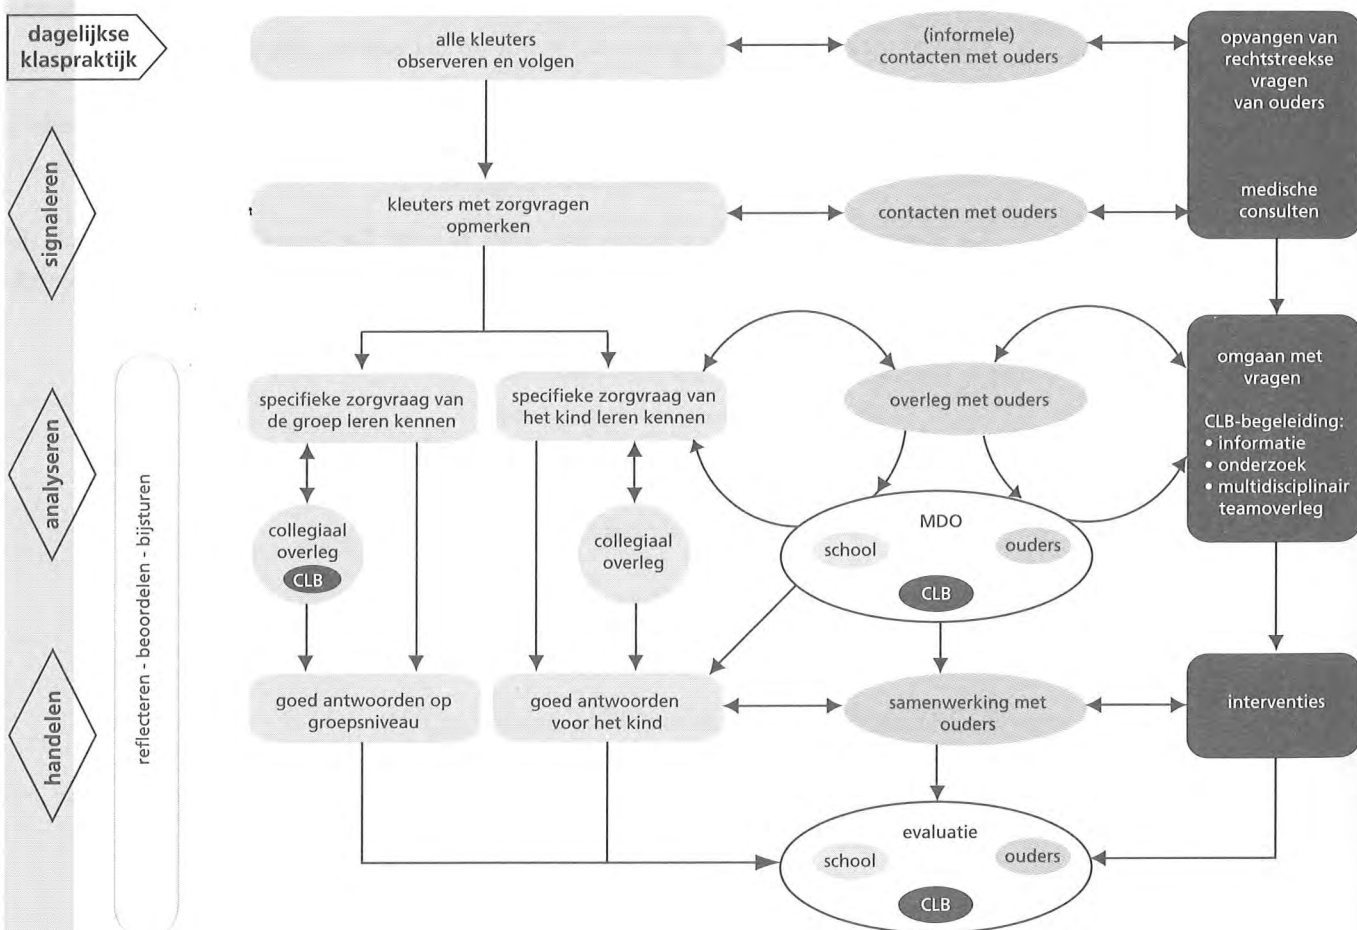 dagelijkse
klaspraktijk
alle kleuters
observeren en volgen
(informele)
contacten met ouders
opvangen van
rechtstreekse
vragen
van ouders
signaleren
kleuters met zorgvragen
opmerken
contacten met ouders
medische
consulten
analyseren
reflecteren - beoordelen - bijsturen
specifieke zorgvraag van
de groep leren kennen
specifieke zorgvraag van
het kind leren kennen
overleg met ouders
omgaan met
vragen
CLB-begeleiding:
• informatie
• onderzoek
• multidisciplinair
teamoverleg
collegiaal
overleg
CLB
collegiaal
overleg
MDO
school
ouders
CLB
handelen
goed antwoorden op
groepsniveau
goed antwoorden
voor het kind
samenwerking met
ouders
interventies
evaluatie
school
ouders
CLB